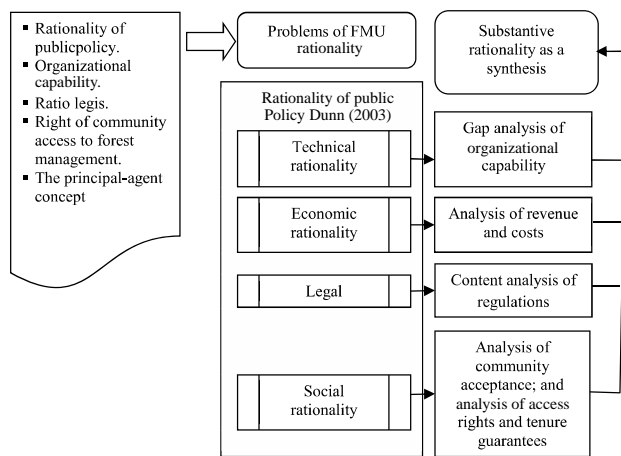 ▪ Rationality of
publicpolicy.
▪ Organizational
capability.
▪ Ratio legis.
▪ Right of community
access to forest
management.
▪ The principal-agent
concept
Problems of FMU
rationality
Substantive
rationality as a
synthesis
Rationality of public
Policy Dunn (2003)
Technical
rationality
Gap analysis of
organizational
capability
Economic
rationality
Analysis of revenue
and costs
Legal
Content analysis of
regulations
Social
rationality
Analysis of
community
acceptance; and
analysis of access
rights and tenure
guarantees